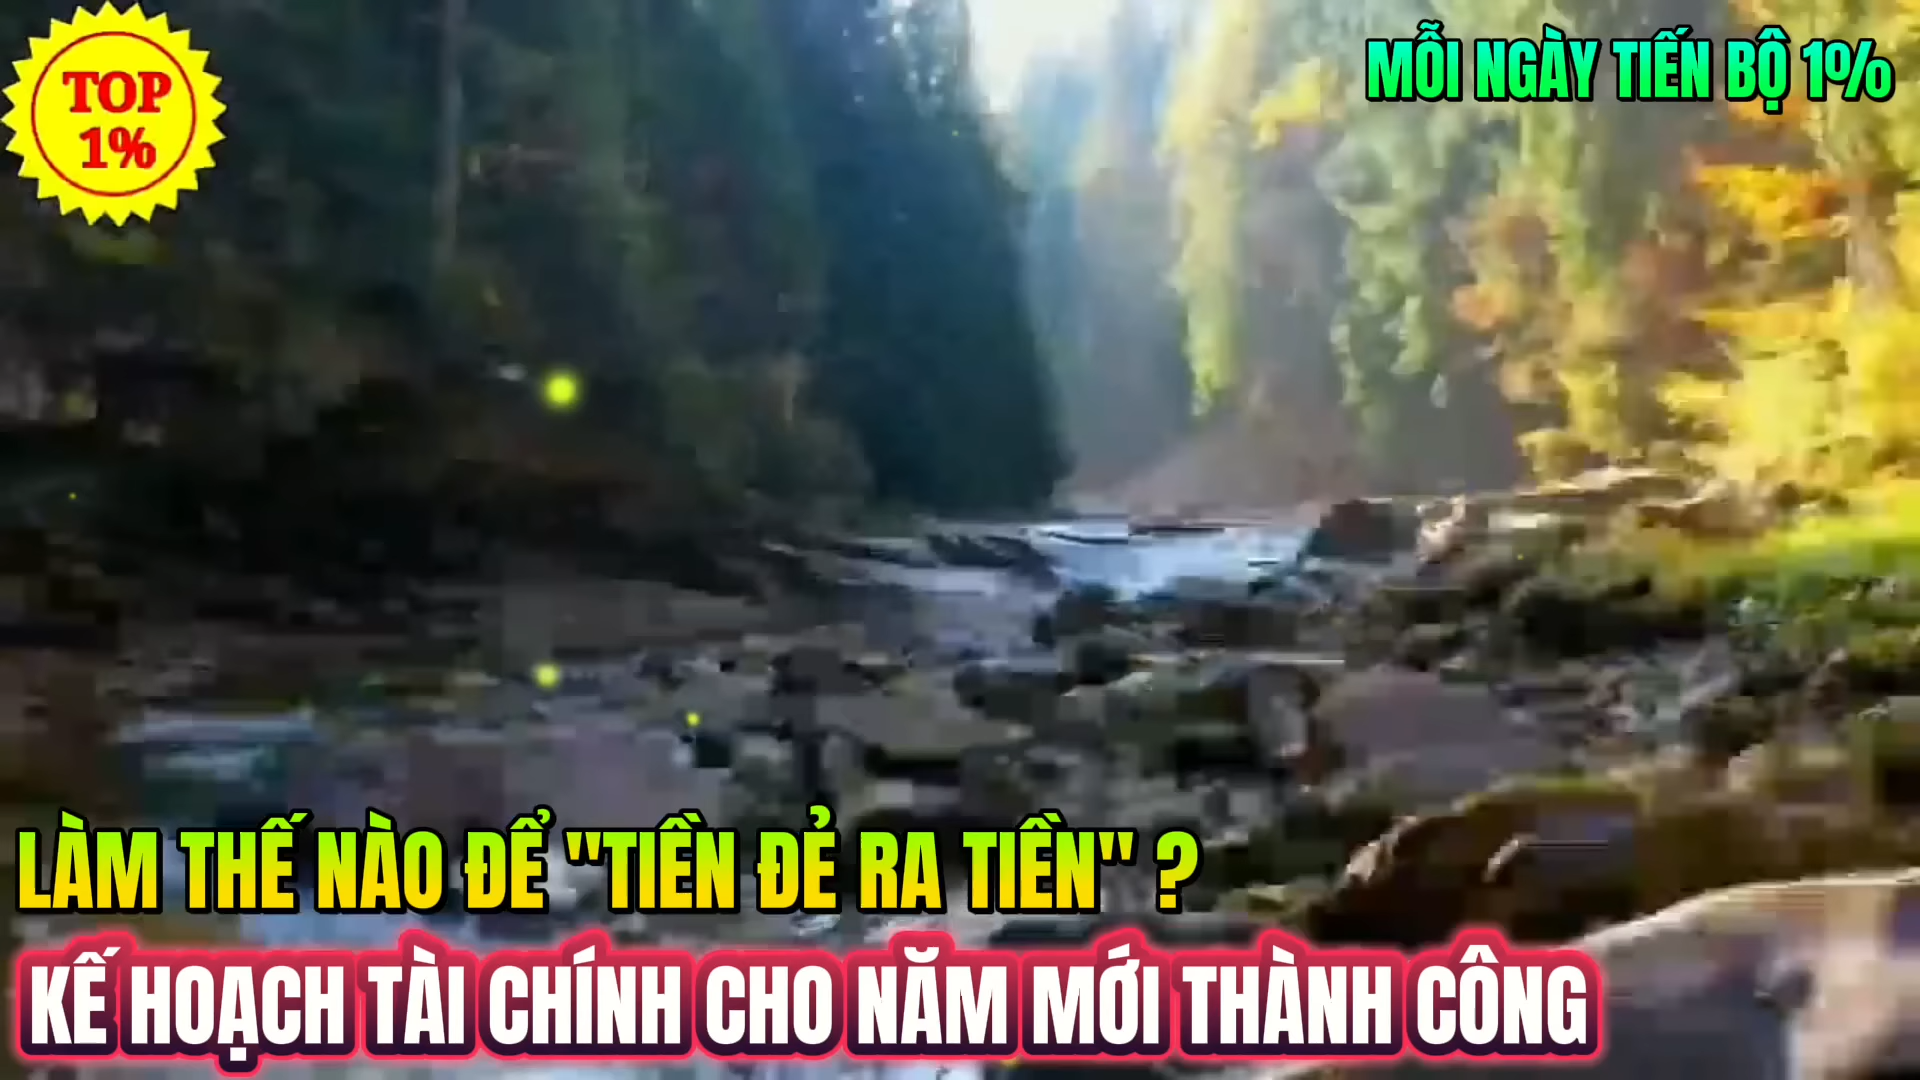 TOP
1%
MỖI NGÀY TIẾN BỘ 1%
LÀM THẾ NÀO ĐỂ "TIỀN ĐẺ RA TIỀN" ?
KẾ HOẠCH TÀI CHÍNH CHO NĂM MỚI THÀNH CÔNG